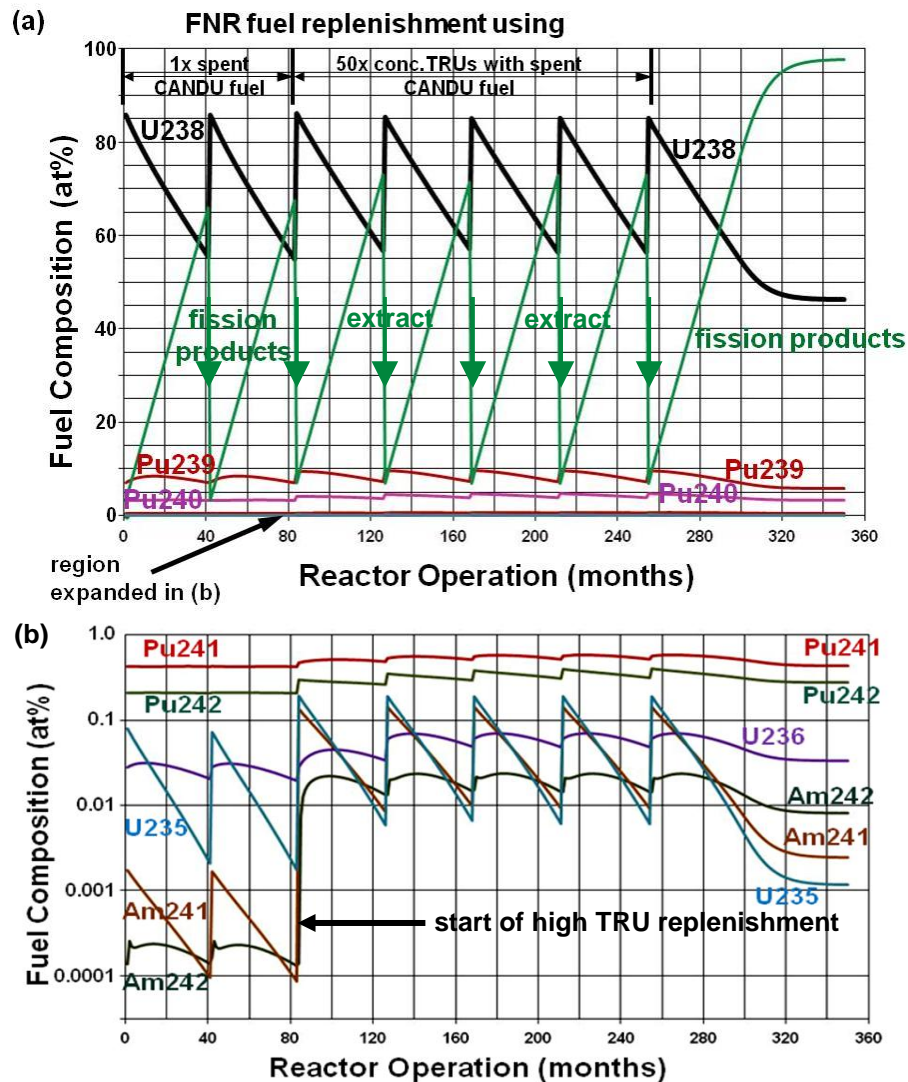 (a)
FNR fuel replenishment using
1x spent
CANDU fuel
50x conc.TRUs with spent
CANDU fuel
Fuel Composition (at%)
100
80
60
40
20
0
U238
U238
fission
products
extract
extract
fission products
Pu239
Pu239
Pu240
Pu240
0 40 80 120 160 200 240 260 320 360
region
expanded in (b)
Reactor Operation (months)
(b)
Fuel Composition (at%)
1.0
0.1
0.01
0.001
0.0001
Pu241
Pu241
Pu242
Pu242
U236
U235
Am242
Am241
U235
Am241
start of high TRU replenishment
Am242
0 40 80 120 160 200 240 260 320 360
Reactor Operation (months)